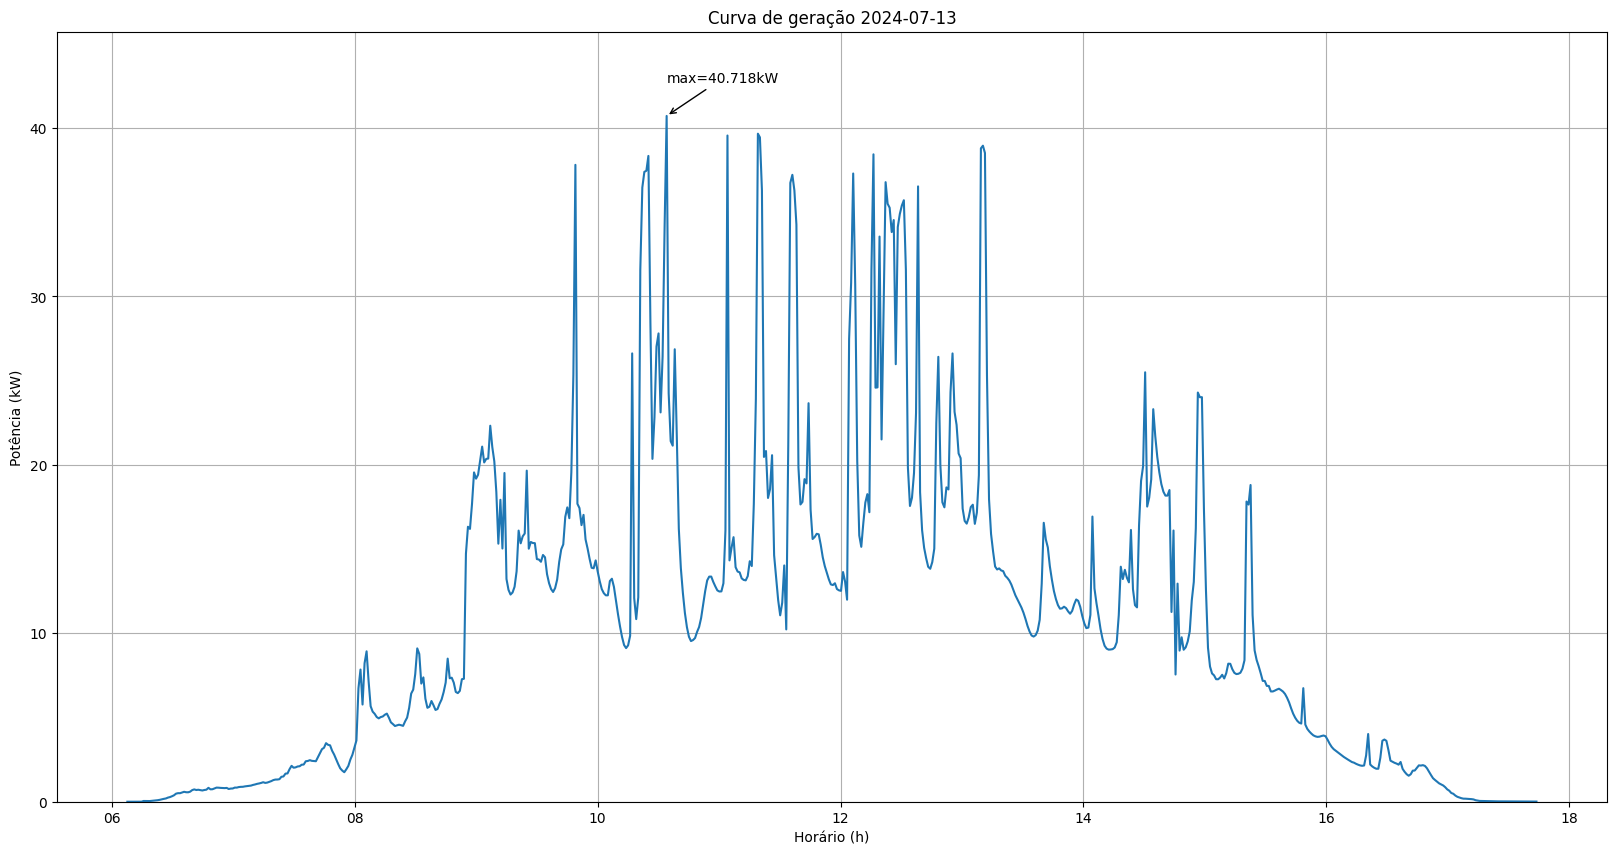 Curva de geração 2024-07-13
max=40.718kW
Potência (kW)
40
30
20
10
0
06 08 10 12 14 16 18
Horário (h)